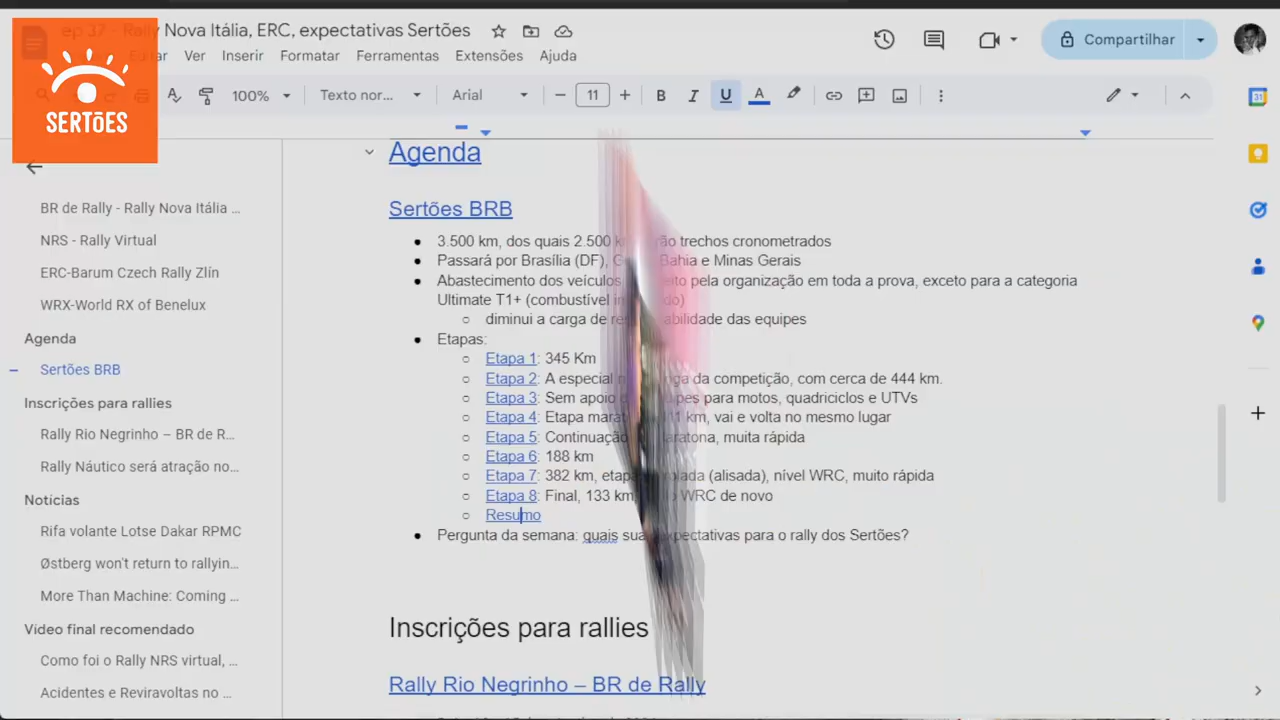 ep 37 - Rally Nova Itália, ERC, expectativas Sertões
Editar Ver Inserir Formatar Ferramentas Extensões Ajuda
Compartilhar
SERTÕES
100% Texto nor... Arial 11 B I U A
BR de Rally - Rally Nova Itália ...
NRS - Rally Virtual
ERC-Barum Czech Rally Zlín
WRX-World RX of Benelux
Agenda
Sertões BRB
Inscrições para rallies
Rally Rio Negrinho – BR de R...
Rally Náutico será atração no...
Notícias
Rifa volante Lotse Dakar RPMC
Østberg won't return to rallyin...
More Than Machine: Coming ...
Vídeo final recomendado
Como foi o Rally NRS virtual, ...
Acidentes e Reviravoltas no ...
Agenda
Sertões BRB
3.500 km, dos quais 2.500 trechos cronometrados
Passará por Brasília (DF), Bahia e Minas Gerais
Abastecimento dos veículos pela organização em toda a prova, exceto para a categoria
Ultimate T1+ (combustível
diminui a carga de das equipes
Etapas:
Etapa 1: 345 Km
Etapa 2: A especial da competição, com cerca de 444 km.
Etapa 3: Sem apoio para motos, quadriciclos e UTVs
Etapa 4: Etapa km, vai e volta no mesmo lugar
Etapa 5: Continuação muita rápida
Etapa 6: 188 km
Etapa 7: 382 km, (alisada), nível WRC, muito rápida
Etapa 8: Final, 133 km WRC de novo
Resumo
Pergunta da semana: quais para o rally dos Sertões?
Inscrições para rallies
Rally Rio Negrinho – BR de Rally